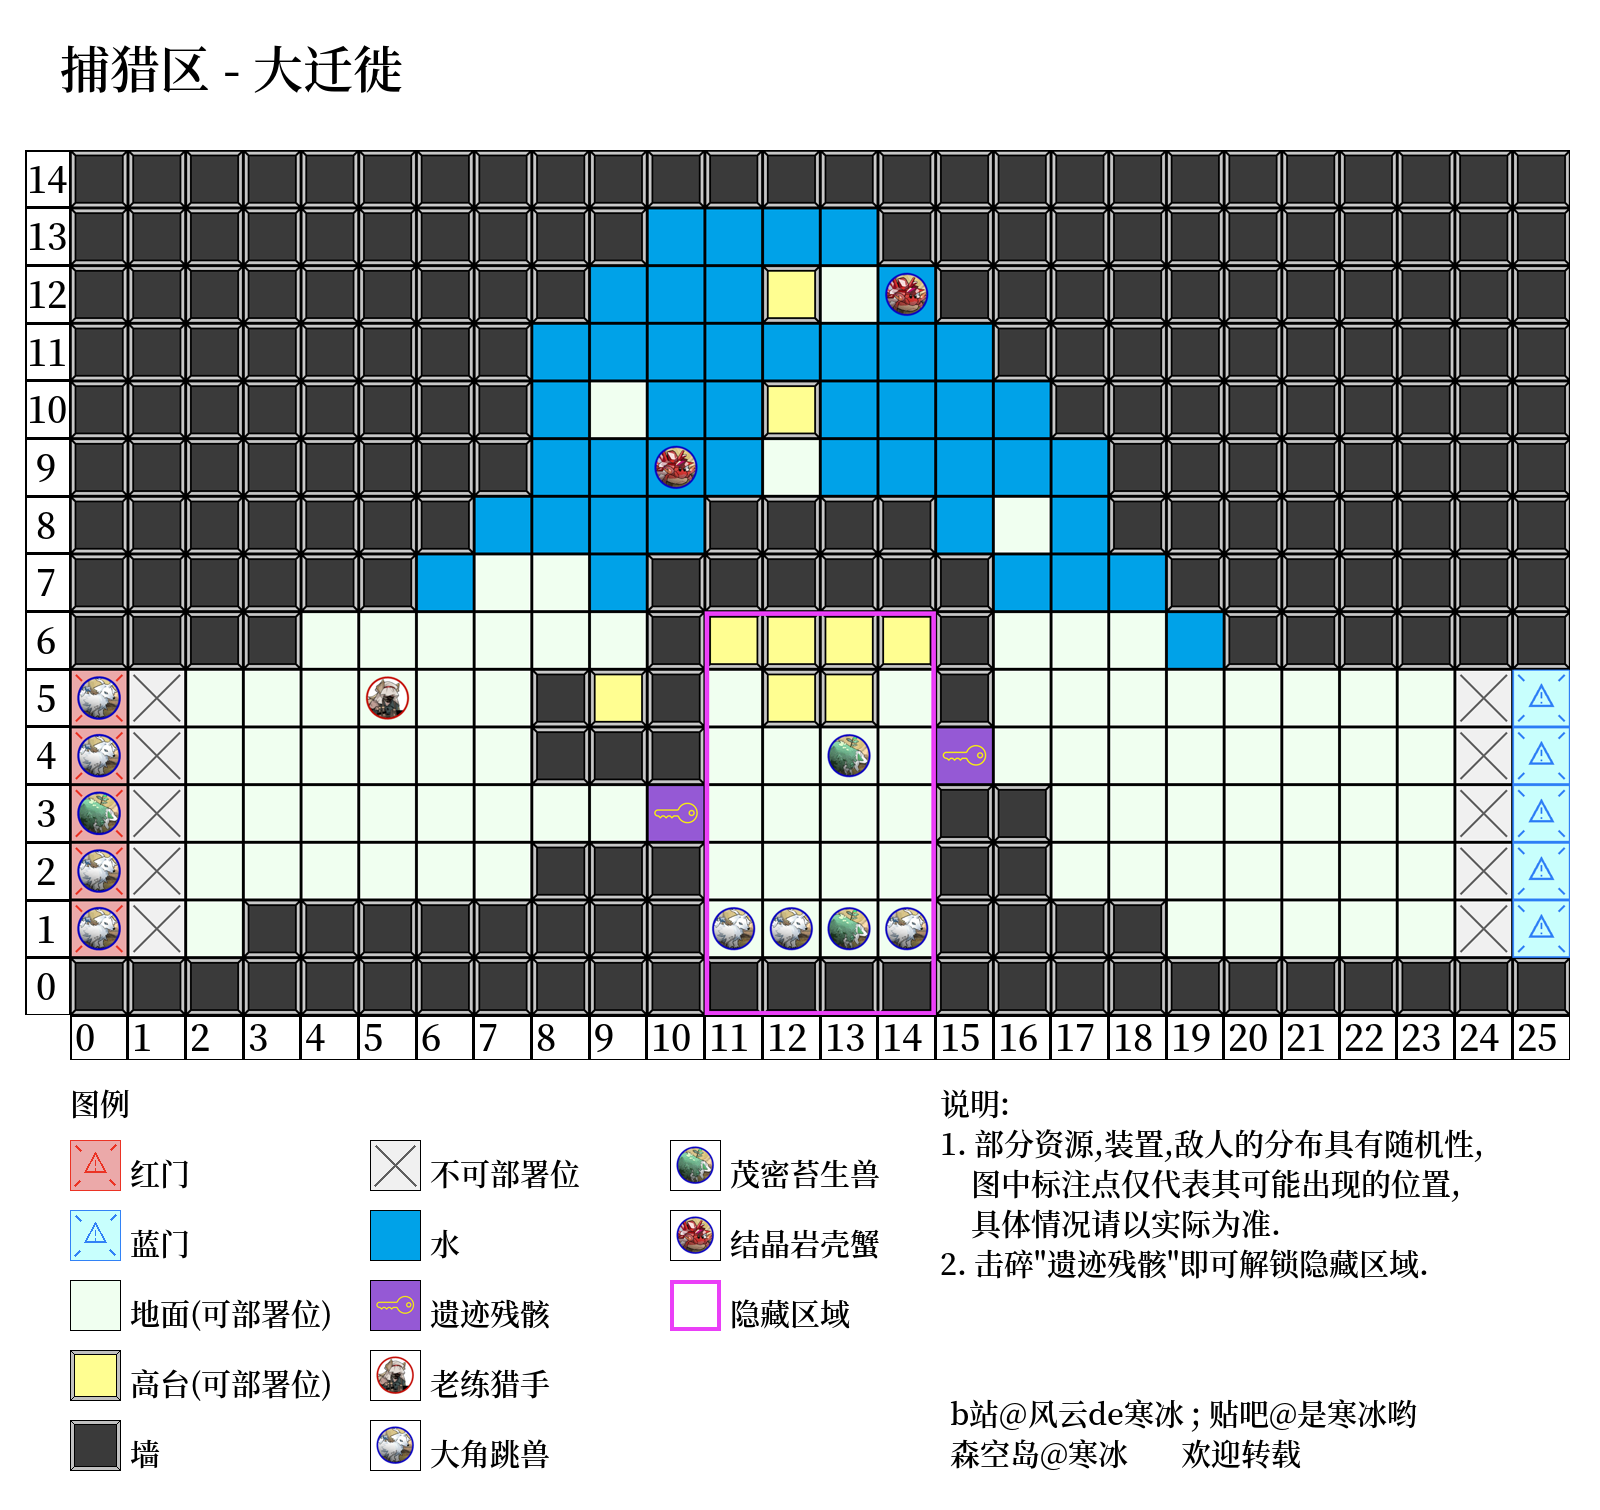 捕猎区 - 大迁徙
14
13
12
11
10
9
8
7
6
5
4
3
2
1
0
0 1 2 3 4 5 6 7 8 9 10 11 12 13 14 15 16 17 18 19 20 21 22 23 24 25
图例
红门
蓝门
地面(可部署位)
高台(可部署位)
墙
不可部署位
水
遗迹残骸
老练猎手
大角跳兽
茂密苔生兽
结晶岩壳蟹
隐藏区域
说明:
1. 部分资源,装置,敌人的分布具有随机性,
图中标注点仅代表其可能出现的位置,
具体情况请以实际为准.
2. 击碎"遗迹残骸"即可解锁隐藏区域.
b站@风云de寒冰 ; 贴吧@是寒冰哟
森空岛@寒冰 欢迎转载